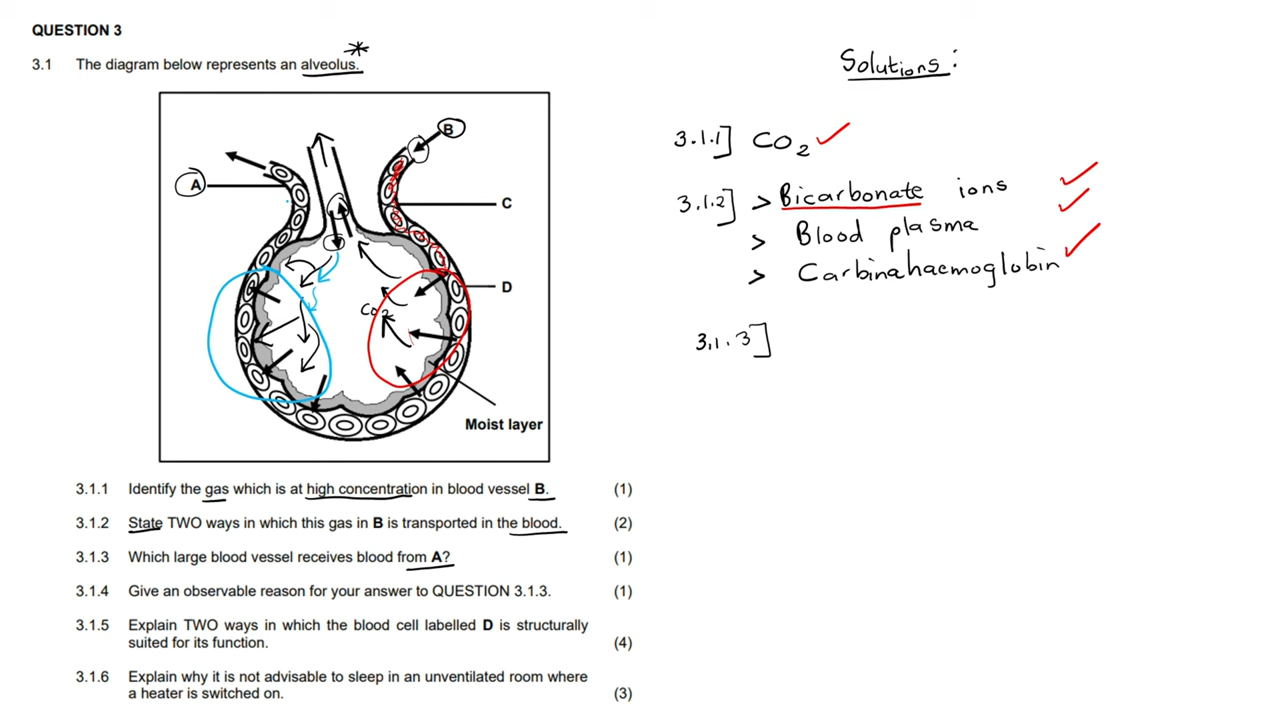 QUESTION 3
3.1 The diagram below represents an alveolus.*
Solutions:
A
B
C
D
CO2
Moist layer
3.1.1] CO2
3.1.2] > Bicarbonate ions
> Blood plasma
> Carbinahaemoglobin
3.1.3]
3.1.1 Identify the gas which is at high concentration in blood vessel B. (1)
3.1.2 State TWO ways in which this gas in B is transported in the blood. (2)
3.1.3 Which large blood vessel receives blood from A? (1)
3.1.4 Give an observable reason for your answer to QUESTION 3.1.3. (1)
3.1.5 Explain TWO ways in which the blood cell labelled D is structurally
suited for its function. (4)
3.1.6 Explain why it is not advisable to sleep in an unventilated room where
a heater is switched on. (3)